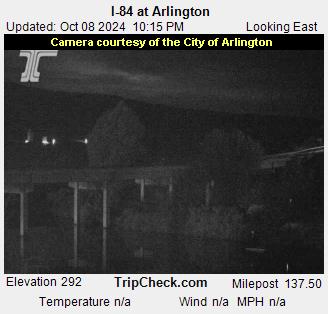 I-84 at Arlington
Updated: Oct 08 2024 10:15 PM Looking East
Camera courtesy of the City of Arlington
Elevation 292 TripCheck.com Milepost 137.50
Temperature n/a Wind n/a MPH n/a